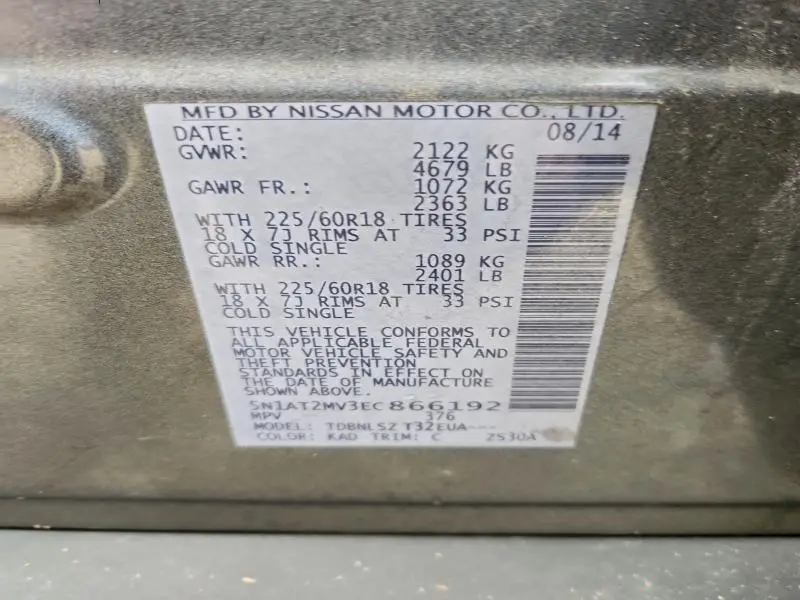 MFD BY NISSAN MOTOR CO., LTD.
DATE: 08/14
GVWR: 2122 KG
4679 LB
GAWR FR.: 1072 KG
2363 LB
WITH 225/60R18 TIRES
18 X 7J RIMS AT 33 PSI
COLD SINGLE
GAWR RR.: 1089 KG
2401 LB
WITH 225/60R18 TIRES
18 X 7J RIMS AT 33 PSI
COLD SINGLE
THIS VEHICLE CONFORMS TO
ALL APPLICABLE FEDERAL
MOTOR VEHICLE SAFETY AND
THEFT PREVENTION
STANDARDS IN EFFECT ON
THE DATE OF MANUFACTURE
SHOWN ABOVE.
5N1AT2MV3EC866192
MPV 376
MODEL: TDBNLSZ T32EUA---
COLOR: KAD TRIM: C ZS30A